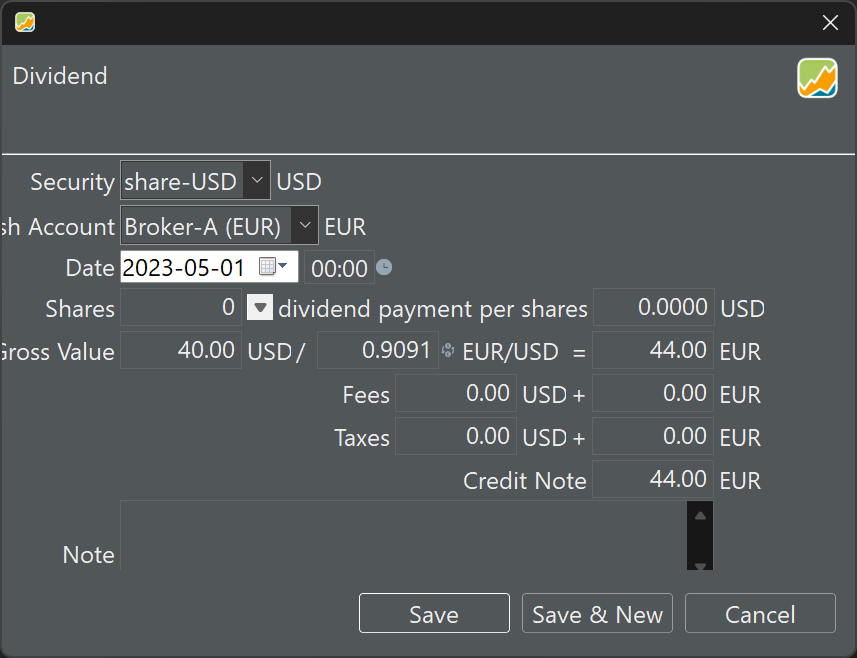 Dividend
Security share-USD USD
sh Account Broker-A (EUR) EUR
Date 2023-05-01 00:00
Shares 0 dividend payment per shares 0.0000 USD
Gross Value 40.00 USD / 0.9091 EUR/USD = 44.00 EUR
Fees 0.00 USD + 0.00 EUR
Taxes 0.00 USD + 0.00 EUR
Credit Note 44.00 EUR
Note
Save Save & New Cancel